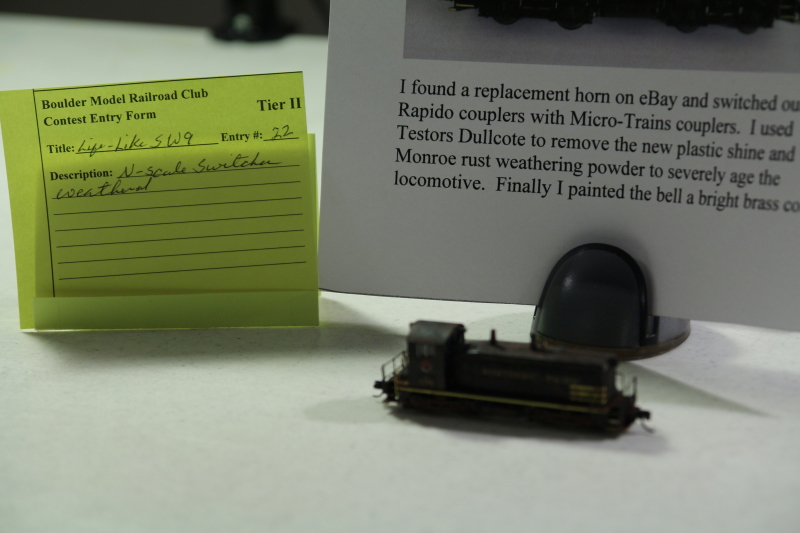 Boulder Model Railroad Club
Contest Entry Form
Tier II
Title: Life-Like SW9 Entry #: 22
Description: N-scale Switcher
weathered
I found a replacement horn on eBay and switched ou
Rapido couplers with Micro-Trains couplers. I used
Testors Dullcote to remove the new plastic shine and
Monroe rust weathering powder to severely age the
locomotive. Finally I painted the bell a bright brass co